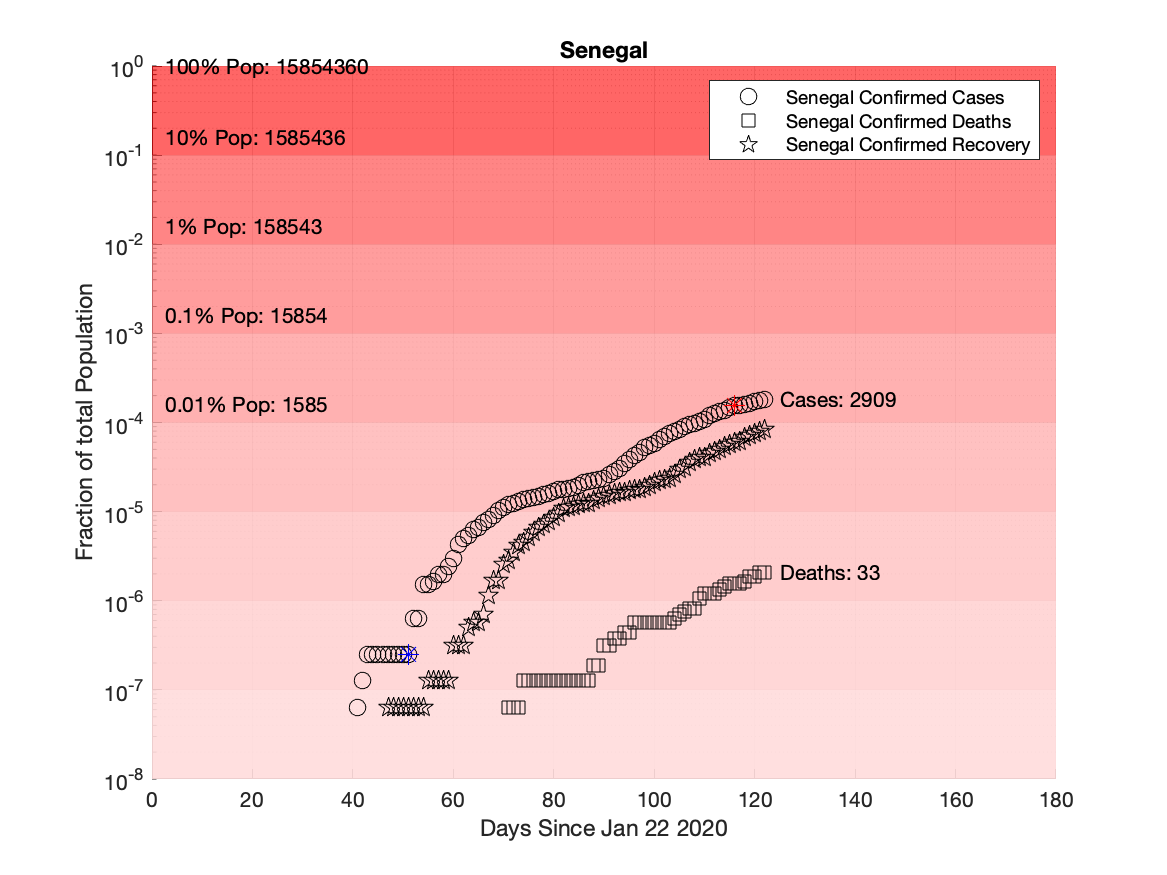 Senegal
10^0
10^-1
10^-2
10^-3
10^-4
10^-5
10^-6
10^-7
10^-8
Fraction of total Population
100% Pop: 15854360
10% Pop: 1585436
1% Pop: 158543
0.1% Pop: 15854
0.01% Pop: 1585
Senegal Confirmed Cases
Senegal Confirmed Deaths
Senegal Confirmed Recovery
Cases: 2909
Deaths: 33
0 20 40 60 80 100 120 140 160 180
Days Since Jan 22 2020